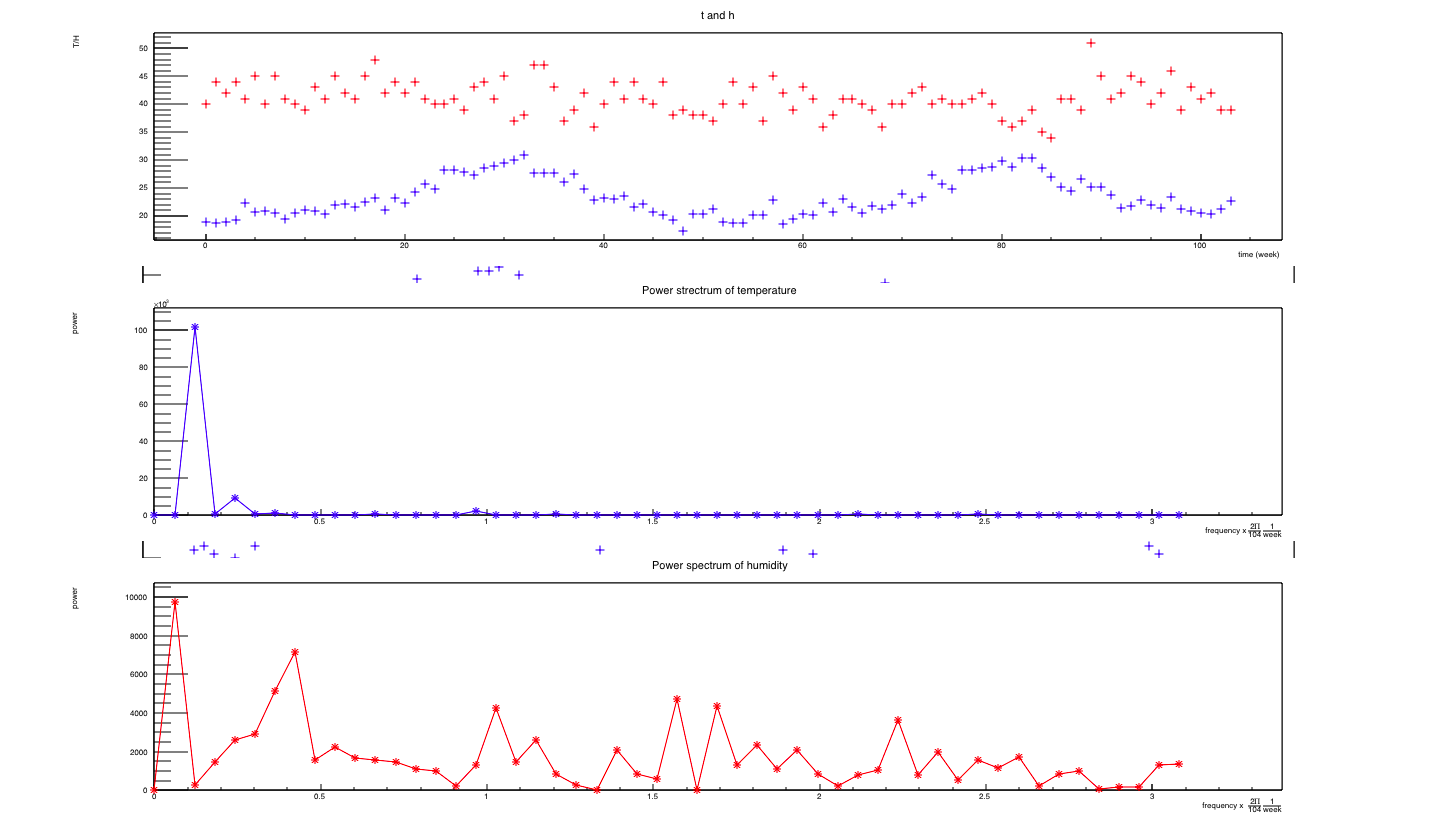 t and h
T/H
50
45
40
35
30
25
20
0 20 40 60 80 100
time (week)
Power strectrum of temperature
power
100
80
60
40
20
0
0 0.5 1 1.5 2 2.5 3
frequency x 2Π/104 1/week
Power spectrum of humidity
power
10000
8000
6000
4000
2000
0
0 0.5 1 1.5 2 2.5 3
frequency x 2Π/104 1/week